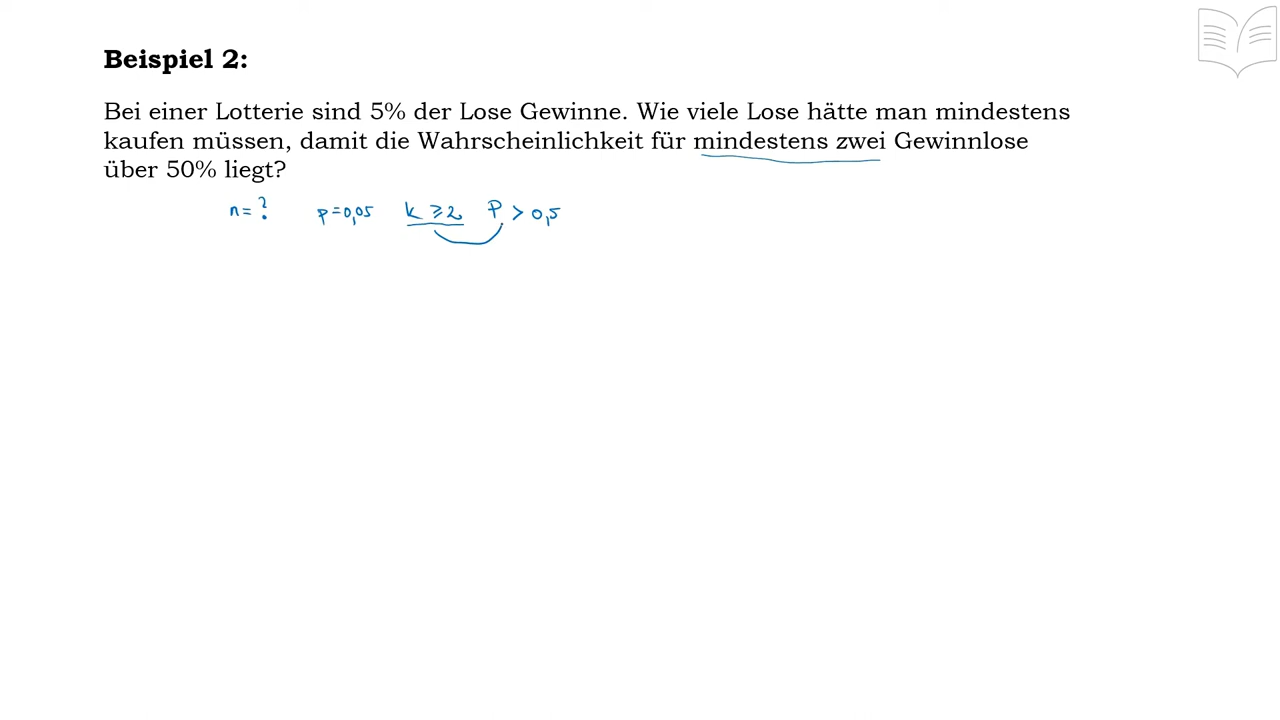 Beispiel 2:
Bei einer Lotterie sind 5% der Lose Gewinne. Wie viele Lose hätte man mindestens
kaufen müssen, damit die Wahrscheinlichkeit für mindestens zwei Gewinnlose
über 50% liegt?
n = ? p = 0,05 k ≥ 2 P > 0,5